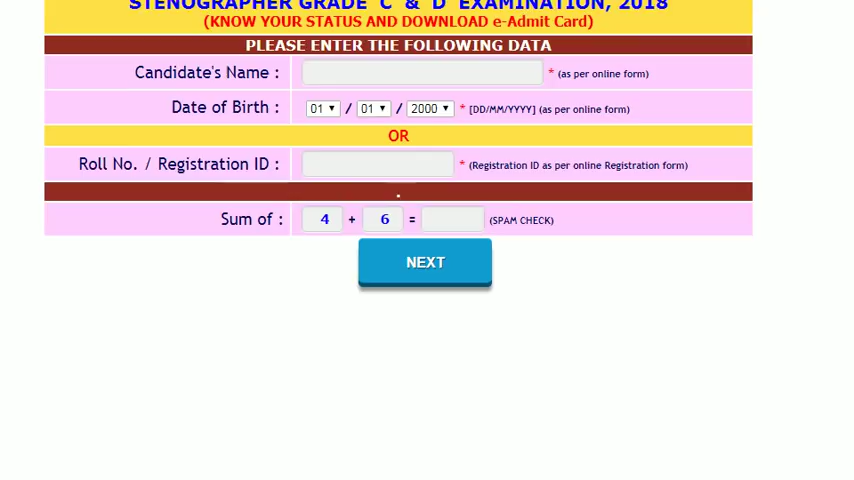 STENOGRAPHER GRADE 'C' & 'D' EXAMINATION, 2018
(KNOW YOUR STATUS AND DOWNLOAD e-Admit Card)
PLEASE ENTER THE FOLLOWING DATA
Candidate's Name : * (as per online form)
Date of Birth : 01 / 01 / 2000 * [DD/MM/YYYY] (as per online form)
OR
Roll No. / Registration ID : * (Registration ID as per online Registration form)
.
Sum of : 4 + 6 = (SPAM CHECK)
NEXT